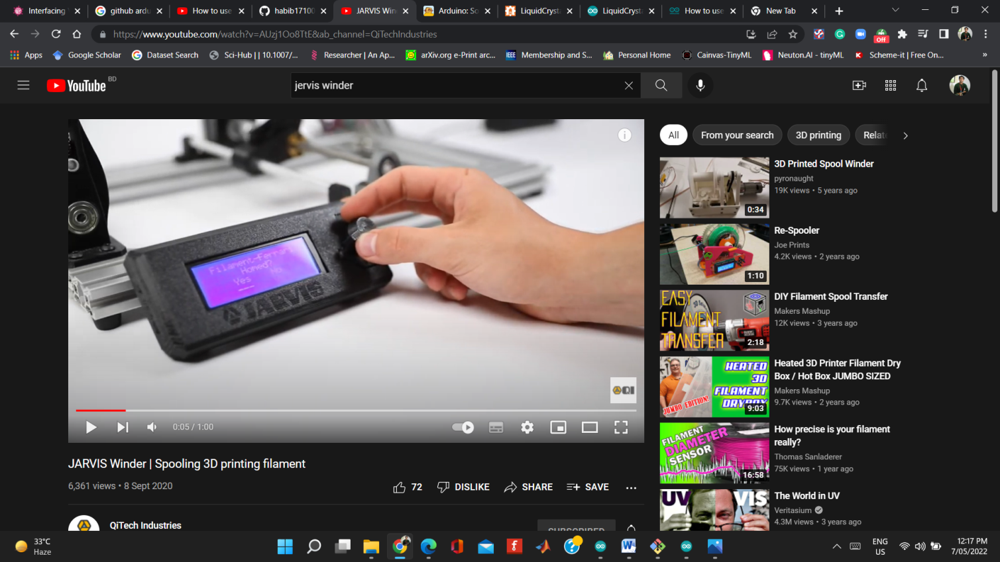 Interfacing
github ardu
How to use
habib17100
JARVIS Win
Arduino: So
LiquidCryst
LiquidCryst
How to use
New Tab
https://www.youtube.com/watch?v=AUzj1Oo8TtE&ab_channel=QiTechIndustries
Off
Apps
Google Scholar
Dataset Search
Sci-Hub | | 10.1007/...
Researcher | An Ap...
arXiv.org e-Print arc...
IEEE
Membership and S...
Personal Home
Cainvas-TinyML
Neuton.AI - tinyML
Scheme-it | Free On...
»
YouTube BD
jervis winder
Filament-Ferrari
Homed?
Yes No
JARVIS
QI
0:05 / 1:00
JARVIS Winder | Spooling 3D printing filament
6,361 views • 8 Sept 2020
72
DISLIKE
SHARE
SAVE
QiTech Industries
SUBSCRIBED
All
From your search
3D printing
Relat
3D Printed Spool Winder
pyronaught
19K views • 5 years ago
0:34
Re-Spooler
Joe Prints
4.2K views • 2 years ago
1:10
EASY
FILAMENT
TRANSFER
2:18
DIY Filament Spool Transfer
Makers Mashup
12K views • 3 years ago
HEATED
3D
FILAMENT
DRYBOX
JUMBO EDITION!
9:03
Heated 3D Printer Filament Dry
Box / Hot Box JUMBO SIZED
Makers Mashup
9.7K views • 2 years ago
FILAMENT
DIAMETER
SENSOR
16:58
How precise is your filament
really?
Thomas Sanladerer
75K views • 1 year ago
UV
VIS
The World in UV
Veritasium
4.3M views • 3 years ago
33°C
Haze
ENG
US
12:17 PM
7/05/2022